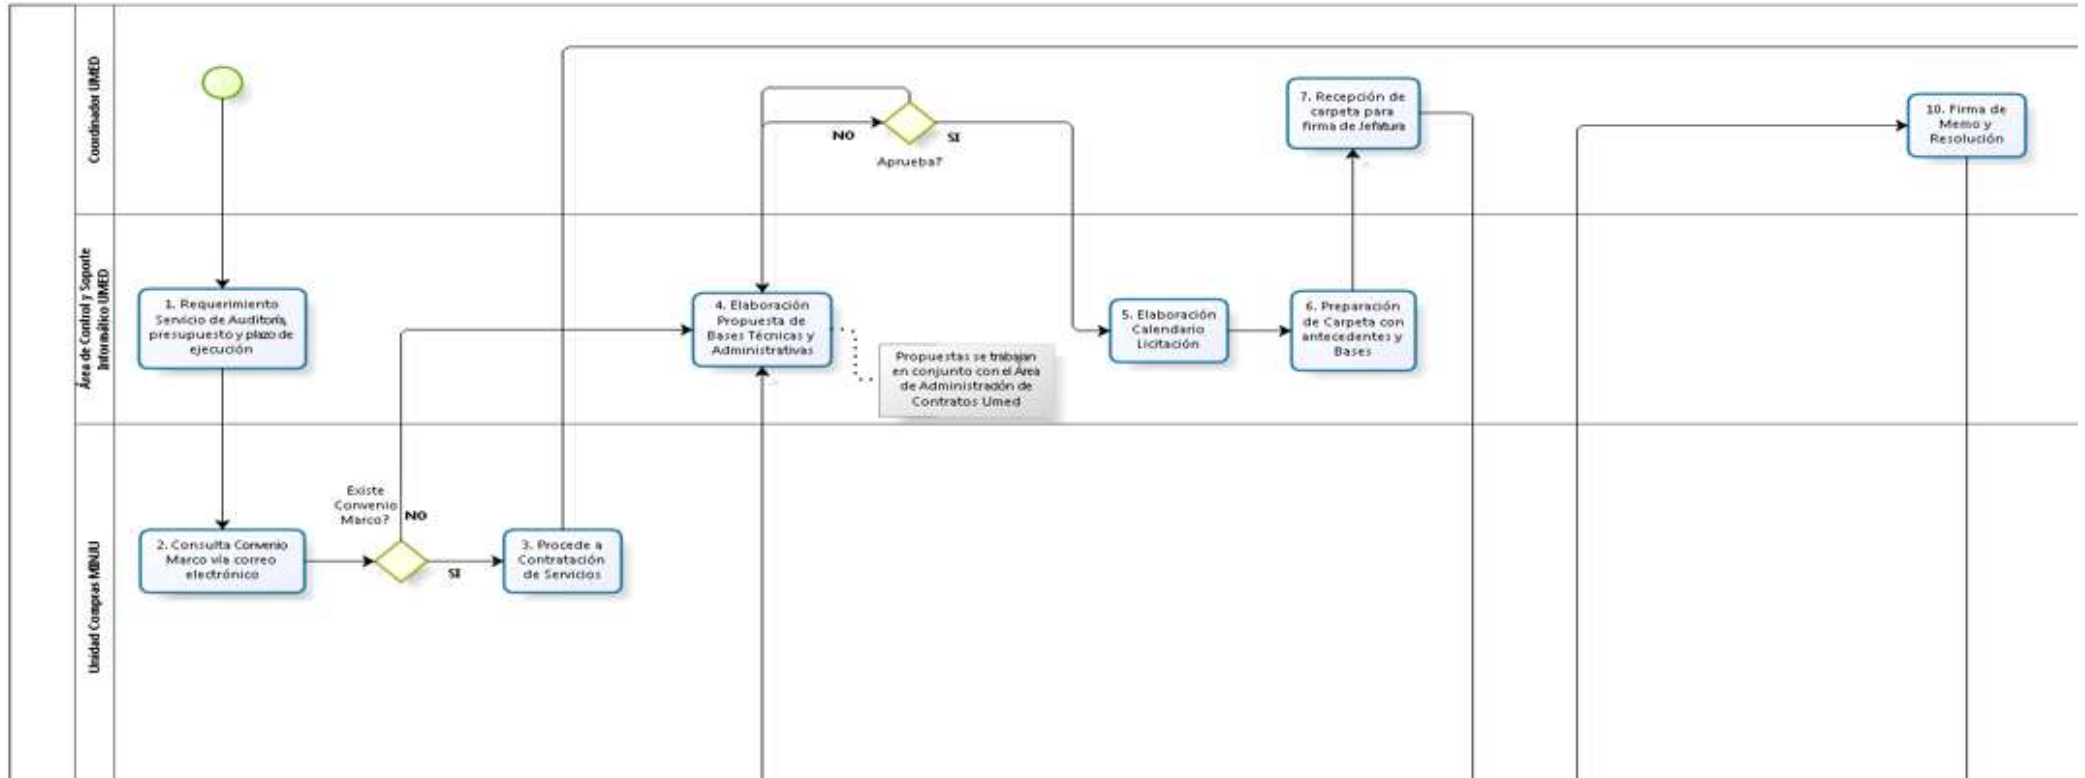 Coordinador UMED
7. Recepción de
carpeta para
firma de Jefatura
10. Firma de
Memo y
Resolución
NO
SI
Aprueba?
Área de Control y Soporte
Informático UMED
1. Requerimiento
Servicio de Auditoría,
presupuesto y plazo de
ejecución
4. Elaboración
Propuesta de
Bases Técnicas y
Administrativas
5. Elaboración
Calendario
Licitación
6. Preparación
de Carpeta con
antecedentes y
Bases
Propuestas se trabajan
en conjunto con el Área
de Administración de
Contratos Umed
Unidad Compras MINJU
Existe
Convenio
Marco?
NO
2. Consulta Convenio
Marco vía correo
electrónico
SI
3. Procede a
Contratación
de Servicios